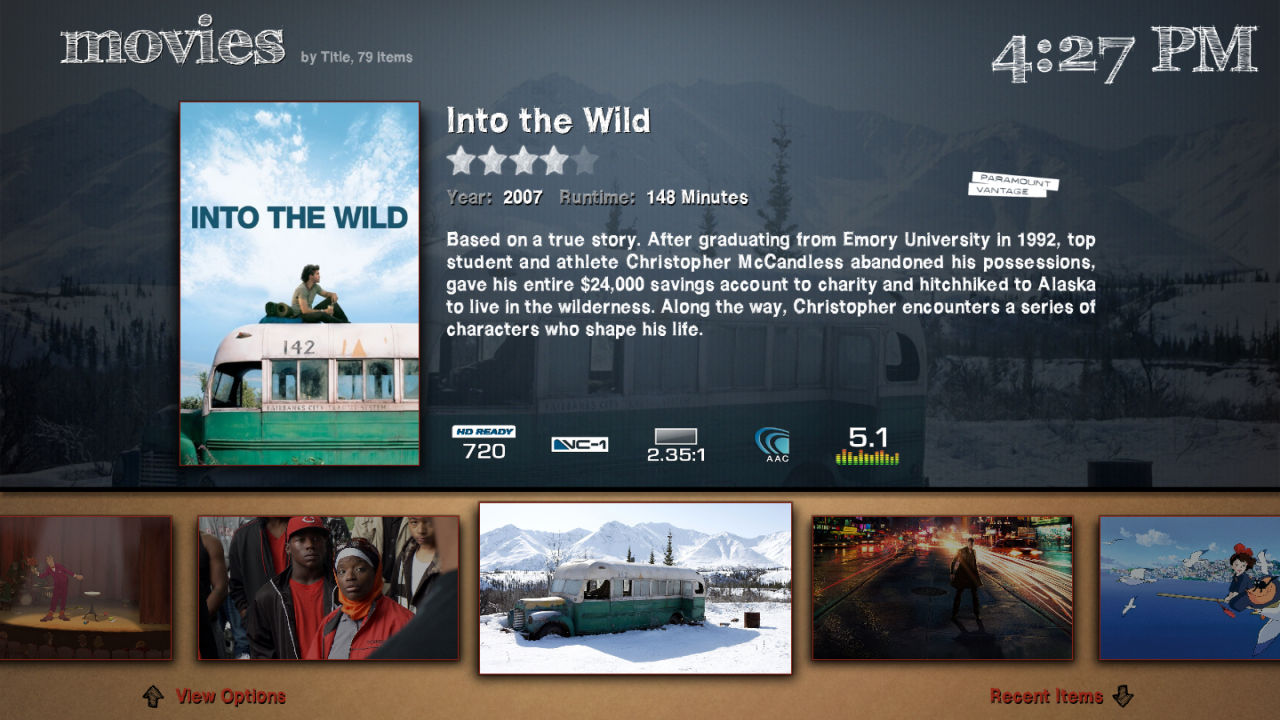 movies by Title, 79 Items
4:27 PM
INTO THE WILD
142
FAIRBANKS CITY TRANSIT SYSTEM
Into the Wild
Year: 2007 Runtime: 148 Minutes
PARAMOUNT
VANTAGE
Based on a true story. After graduating from Emory University in 1992, top
student and athlete Christopher McCandless abandoned his possessions,
gave his entire $24,000 savings account to charity and hitchhiked to Alaska
to live in the wilderness. Along the way, Christopher encounters a series of
characters who shape his life.
HD READY
720
VC-1
2.35:1
AAC
5.1
View Options
Recent Items